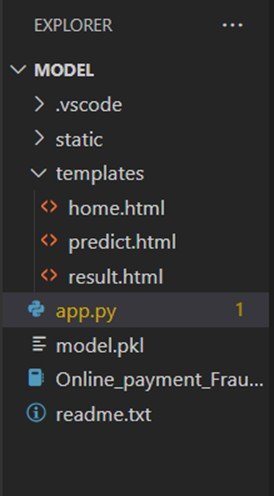 EXPLORER ...
MODEL
.vscode
static
templates
<> home.html
<> predict.html
<> result.html
app.py 1
model.pkl
Online_payment_Frau...
readme.txt